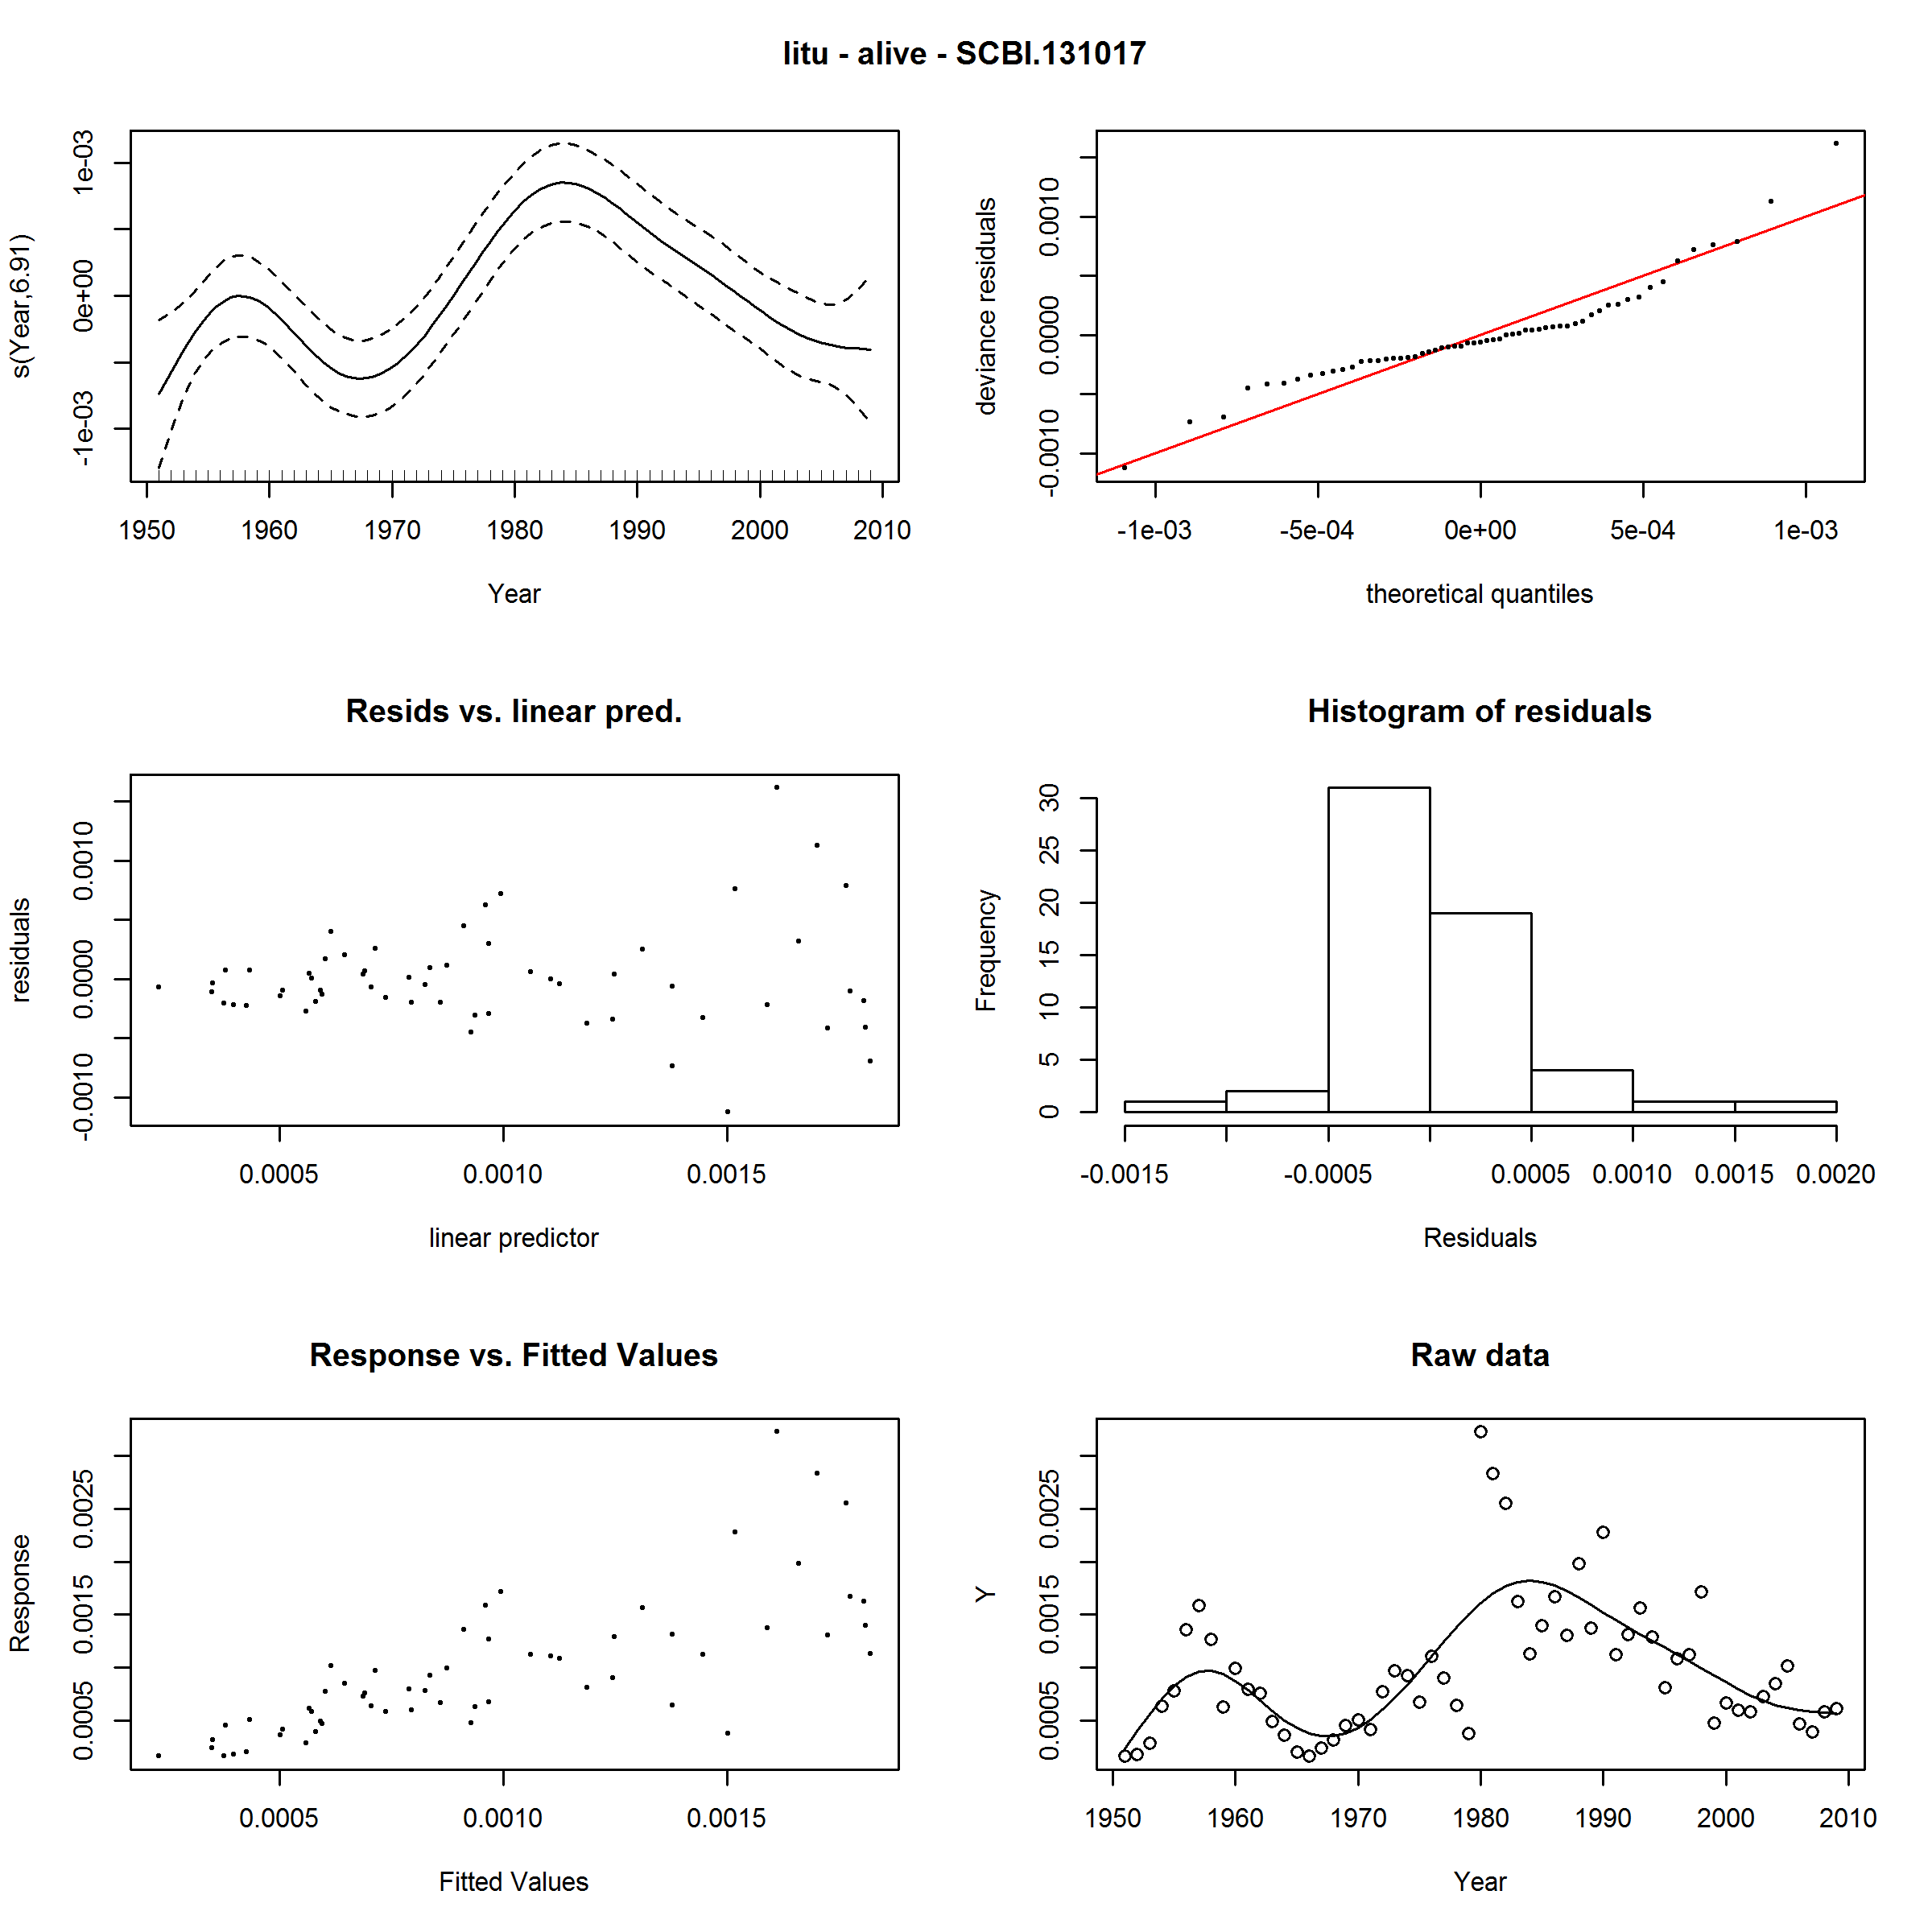 litu - alive - SCBI.131017
s(Year,6.91)
-1e-03 0e+00 1e-03
1950 1960 1970 1980 1990 2000 2010
Year
deviance residuals
-0.0010 0.0000 0.0010
-1e-03 -5e-04 0e+00 5e-04 1e-03
theoretical quantiles
Resids vs. linear pred.
residuals
-0.0010 0.0000 0.0010
0.0005 0.0010 0.0015
linear predictor
Histogram of residuals
Frequency
0 5 10 15 20 25 30
-0.0015 -0.0005 0.0005 0.0010 0.0015 0.0020
Residuals
Response vs. Fitted Values
Response
0.0005 0.0015 0.0025
0.0005 0.0010 0.0015
Fitted Values
Raw data
Y
0.0005 0.0015 0.0025
1950 1960 1970 1980 1990 2000 2010
Year